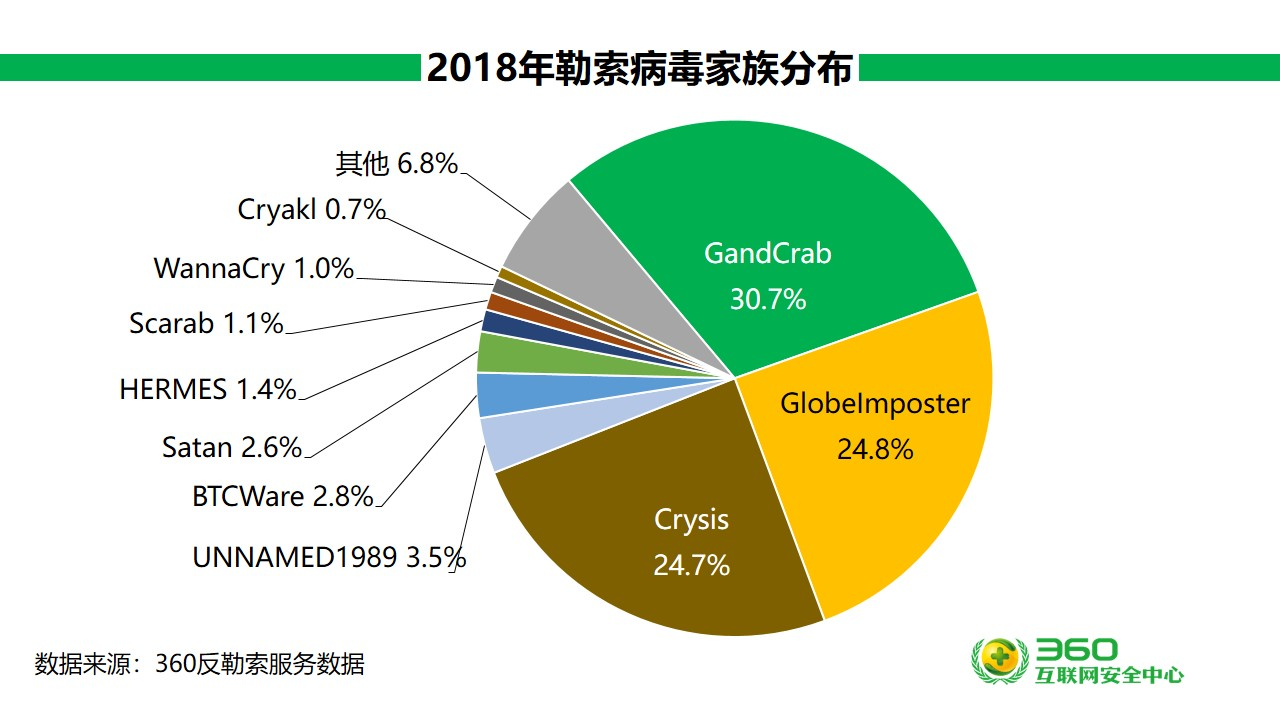 2018年勒索病毒家族分布
其他 6.8%
Cryakl 0.7%
WannaCry 1.0%
Scarab 1.1%
HERMES 1.4%
Satan 2.6%
BTCWare 2.8%
UNNAMED1989 3.5%
GandCrab
30.7%
GlobeImposter
24.8%
Crysis
24.7%
数据来源：360反勒索服务数据
360
互联网安全中心